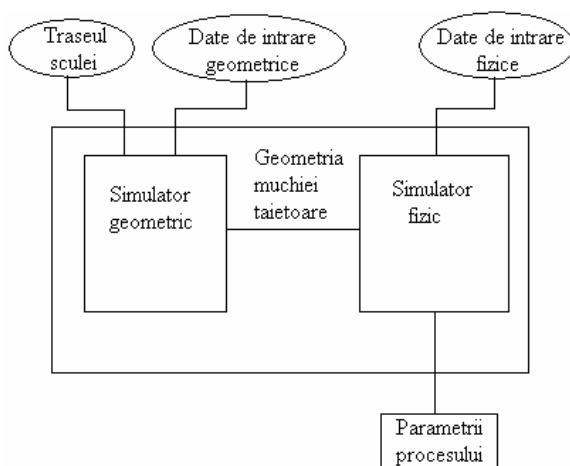 Traseul
sculei
Date de intrare
geometrice
Date de intrare
fizice
Simulator
geometric
Geometria
muchiei
taietoare
Simulator
fizic
Parametrii
procesului